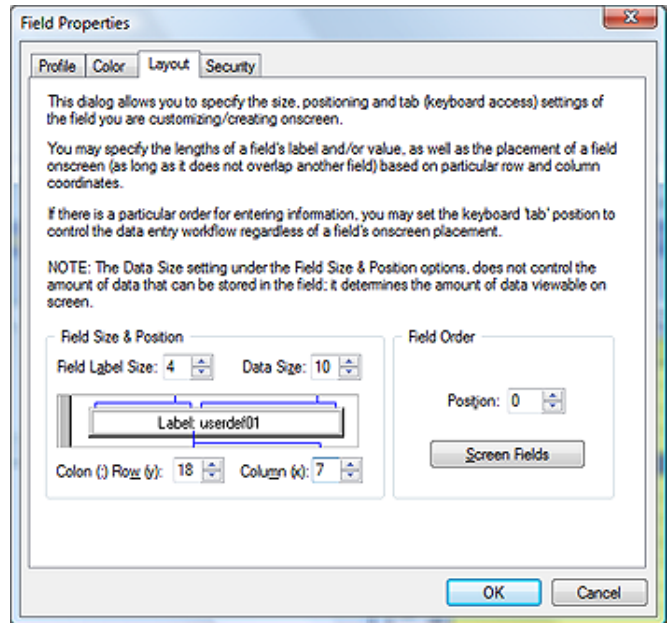 Field Properties
Profile Color Layout Security
This dialog allows you to specify the size, positioning and tab (keyboard access) settings of
the field you are customizing/creating onscreen.
You may specify the lengths of a field's label and/or value, as well as the placement of a field
onscreen (as long as it does not overlap another field) based on particular row and column
coordinates.
If there is a particular order for entering information, you may set the keyboard 'tab' position to
control the data entry workflow regardless of a field's onscreen placement.
NOTE: The Data Size setting under the Field Size & Position options, does not control the
amount of data that can be stored in the field; it determines the amount of data viewable on
screen.
Field Size & Position
Field Label Size: 4 Data Size: 10
Label: userdef01
Colon (:) Row (y): 18 Column (x): 7
Field Order
Position: 0
Screen Fields
OK Cancel